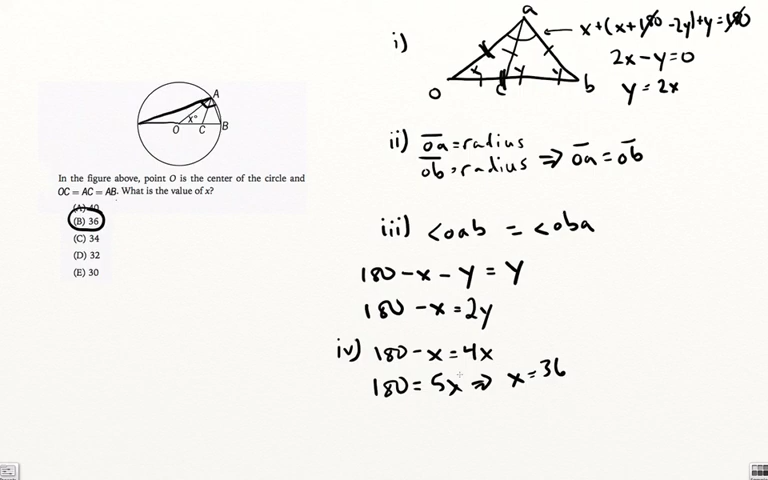 A
x°
O
C
B
In the figure above, point O is the center of the circle and
OC = AC = AB. What is the value of x?
(A) 40
(B) 36
(C) 34
(D) 32
(E) 30
i)
a
x
y
y
o
c
b
x+(x+180-2y)+y=180
2x-y=0
y=2x
ii) oa=radius
ob=radius ⇒ oa=ob
iii) <oab = <oba
180-x-y=y
180-x=2y
iv) 180-x=4x
180=5x ⇒ x=36